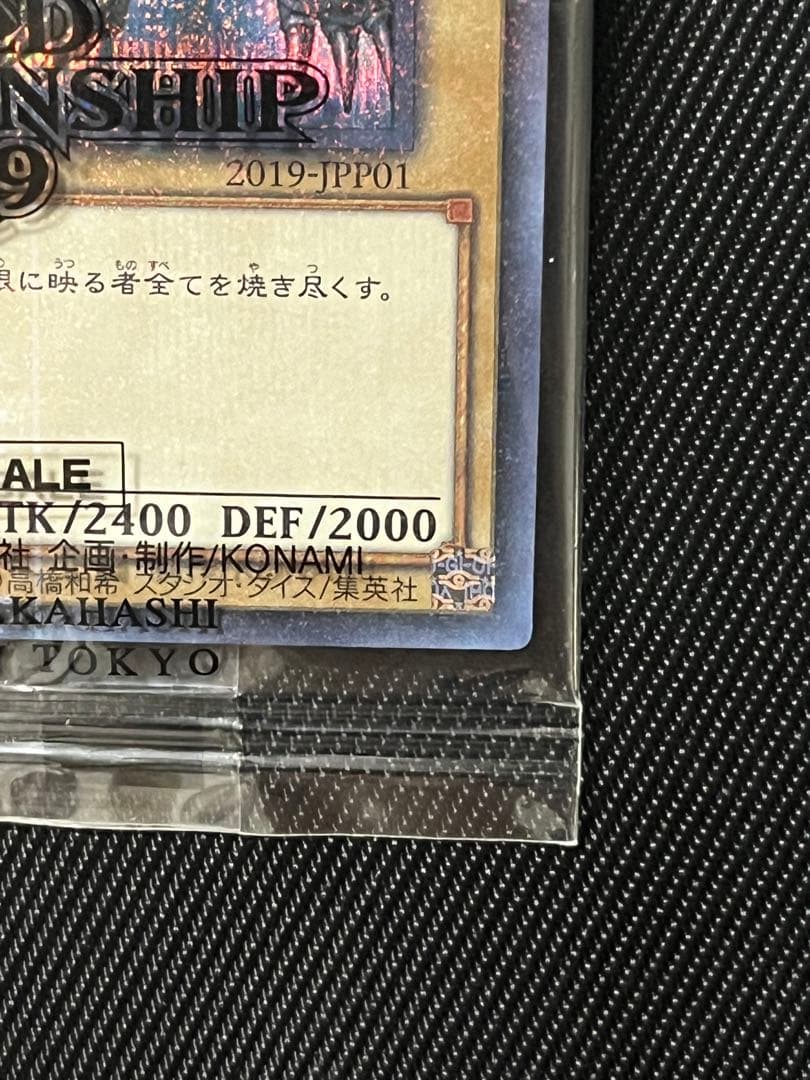 NSHIP
9
2019-JPP01
に映る者全てを焼き尽くす。
ALE
TK/2400 DEF/2000
社 企画・制作/KONAMI
高橋和希 スタジオ・ダイス/集英社
KAHASHI
TOKYO